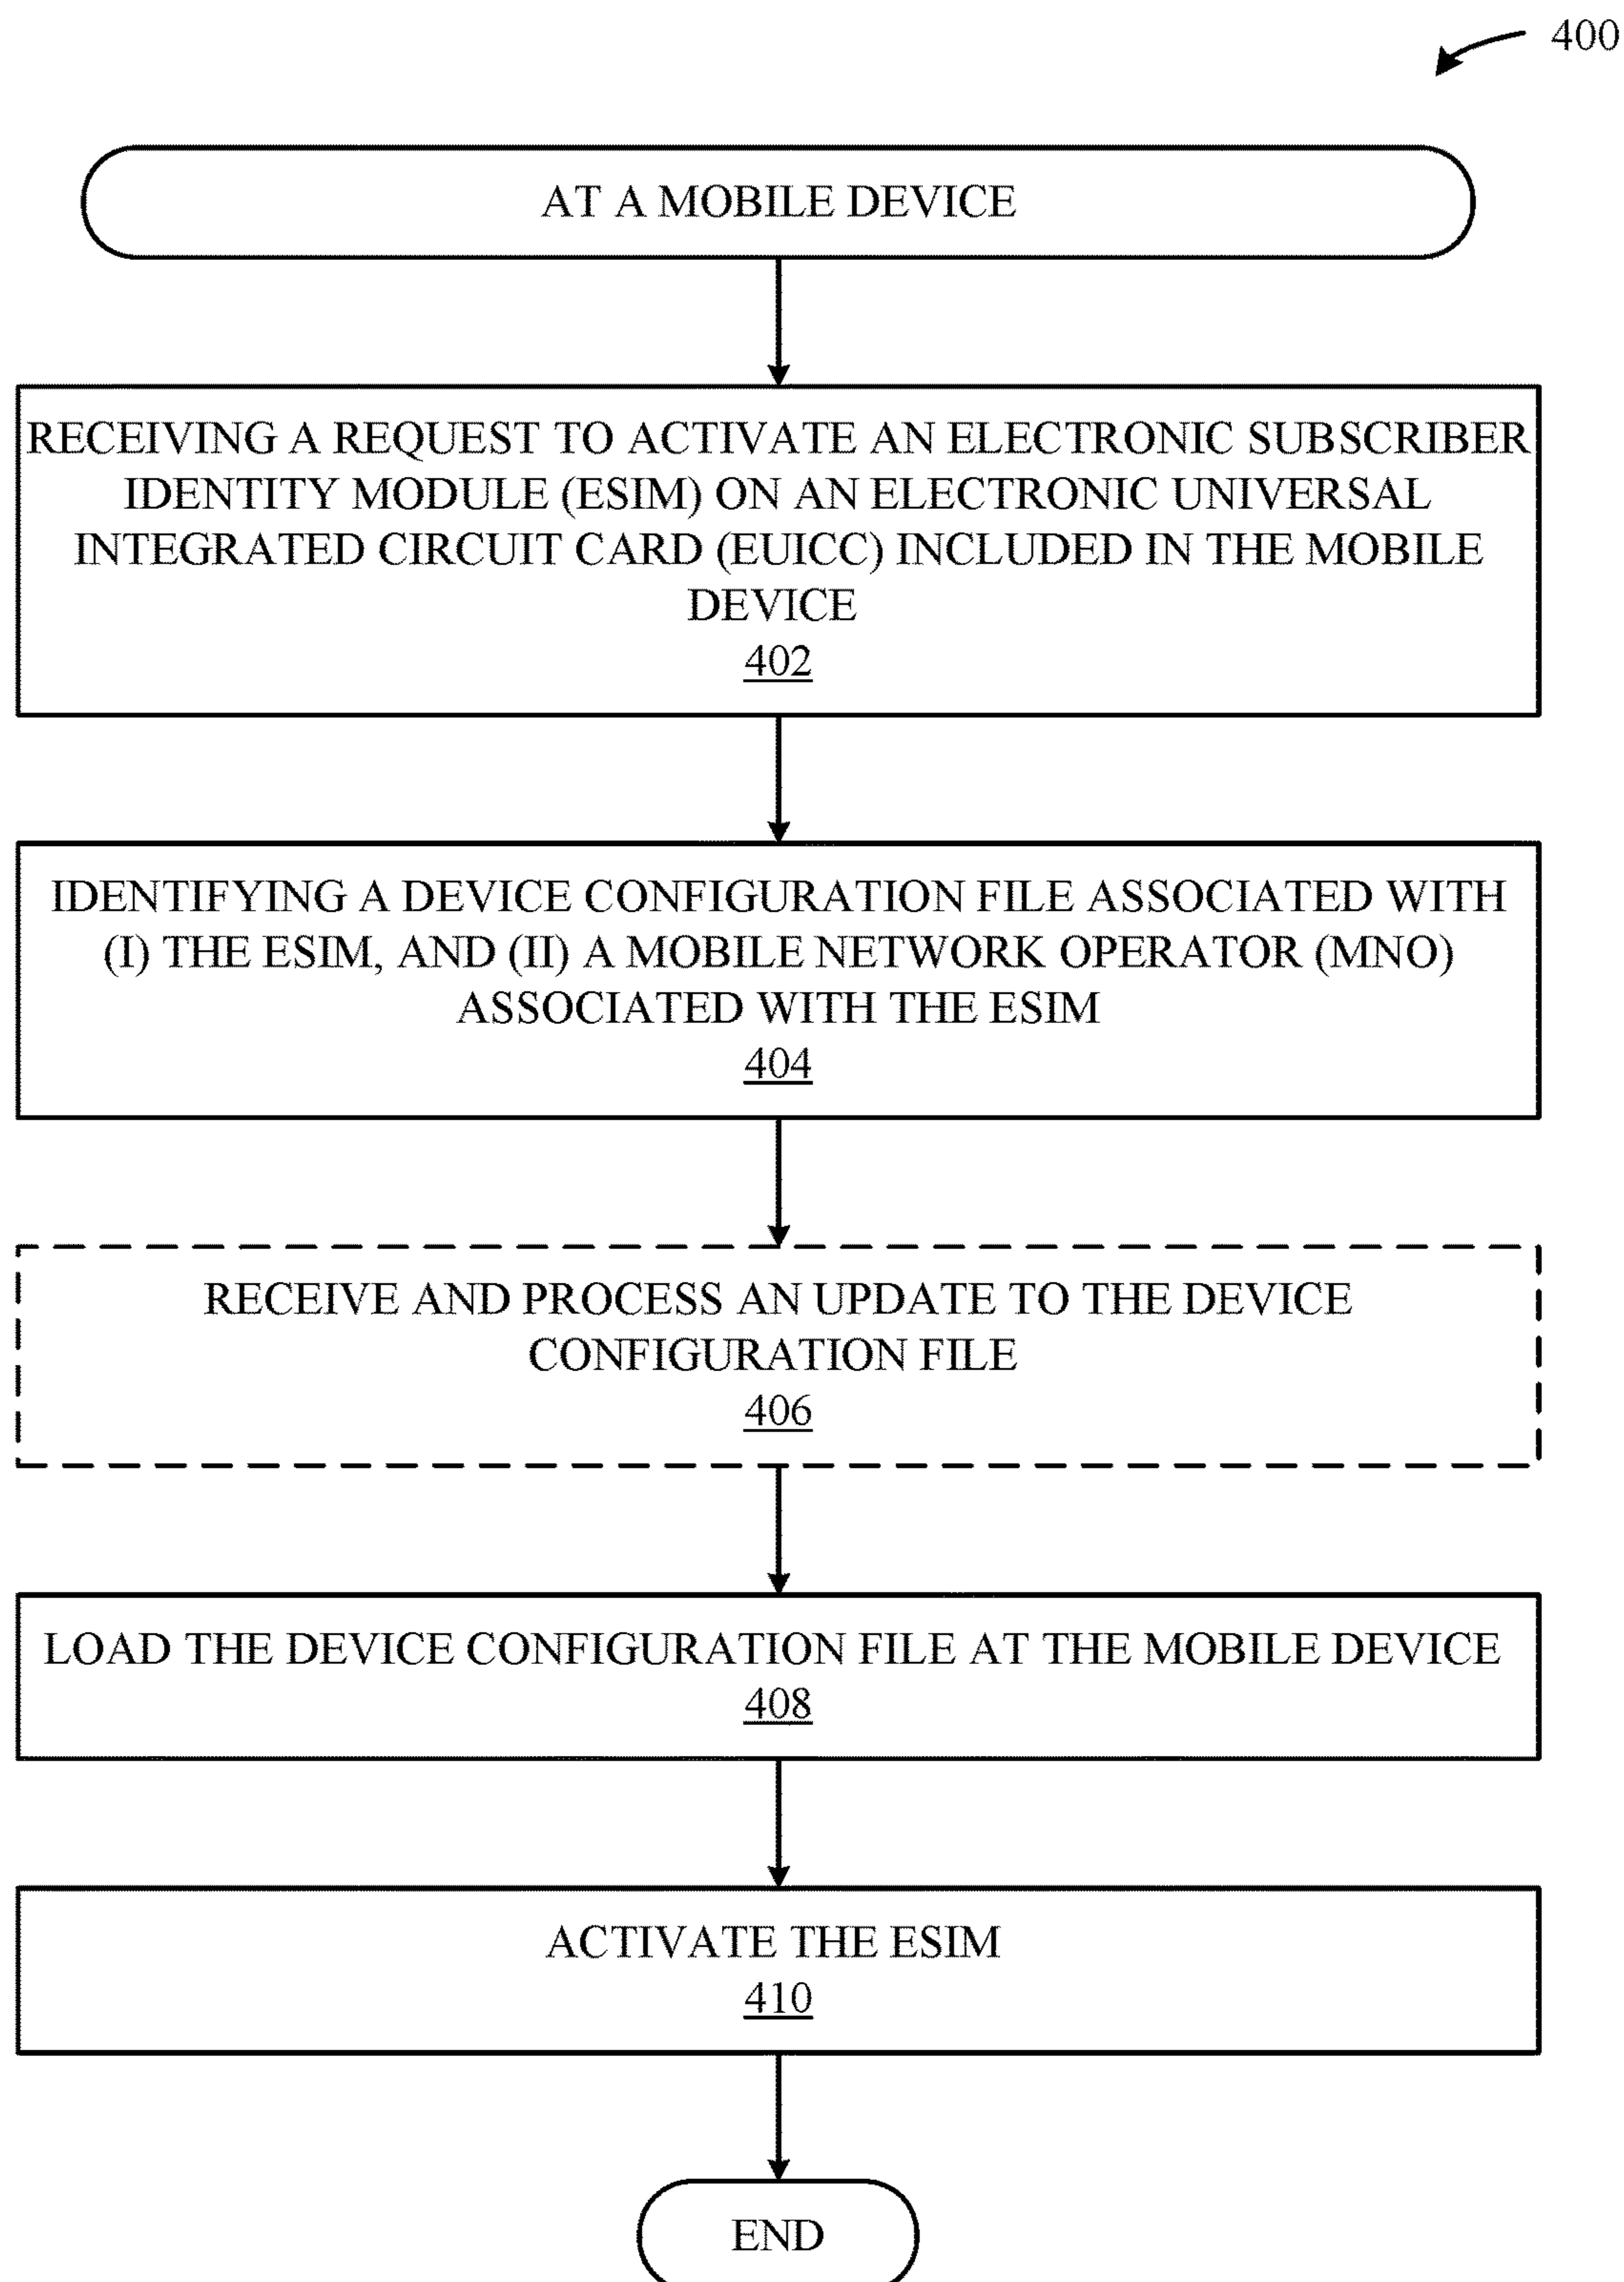 400
AT A MOBILE DEVICE
RECEIVING A REQUEST TO ACTIVATE AN ELECTRONIC SUBSCRIBER
IDENTITY MODULE (ESIM) ON AN ELECTRONIC UNIVERSAL
INTEGRATED CIRCUIT CARD (EUICC) INCLUDED IN THE MOBILE
DEVICE
402
IDENTIFYING A DEVICE CONFIGURATION FILE ASSOCIATED WITH
(I) THE ESIM, AND (II) A MOBILE NETWORK OPERATOR (MNO)
ASSOCIATED WITH THE ESIM
404
RECEIVE AND PROCESS AN UPDATE TO THE DEVICE
CONFIGURATION FILE
406
LOAD THE DEVICE CONFIGURATION FILE AT THE MOBILE DEVICE
408
ACTIVATE THE ESIM
410
END